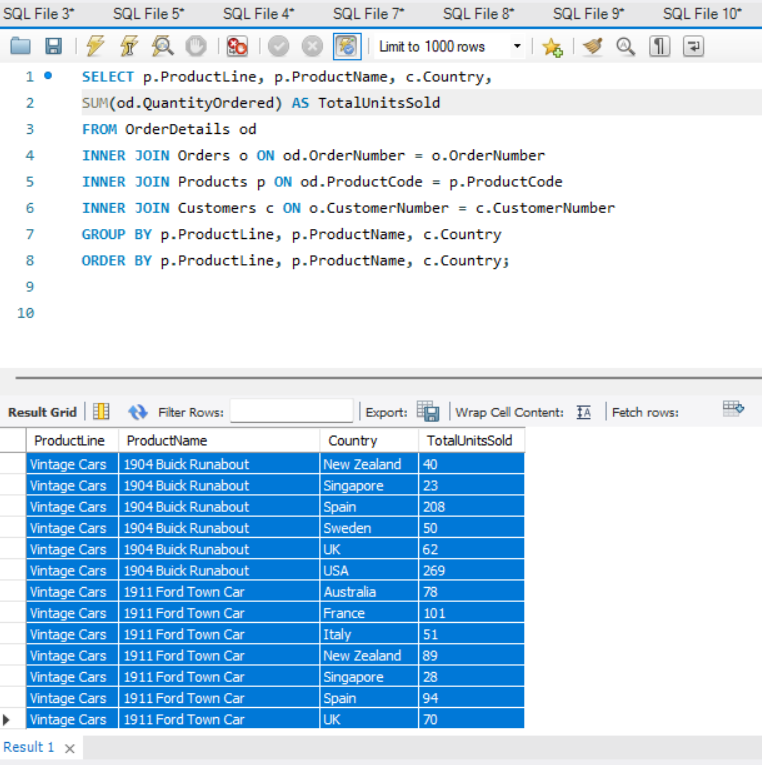 SQL File 3* SQL File 5* SQL File 4* SQL File 7* SQL File 8* SQL File 9* SQL File 10*
Limit to 1000 rows
1 SELECT p.ProductLine, p.ProductName, c.Country,
2 SUM(od.QuantityOrdered) AS TotalUnitsSold
3 FROM OrderDetails od
4 INNER JOIN Orders o ON od.OrderNumber = o.OrderNumber
5 INNER JOIN Products p ON od.ProductCode = p.ProductCode
6 INNER JOIN Customers c ON o.CustomerNumber = c.CustomerNumber
7 GROUP BY p.ProductLine, p.ProductName, c.Country
8 ORDER BY p.ProductLine, p.ProductName, c.Country;
9
10
Result Grid Filter Rows: Export: Wrap Cell Content: Fetch rows:
ProductLine ProductName Country TotalUnitsSold
Vintage Cars 1904 Buick Runabout New Zealand 40
Vintage Cars 1904 Buick Runabout Singapore 23
Vintage Cars 1904 Buick Runabout Spain 208
Vintage Cars 1904 Buick Runabout Sweden 50
Vintage Cars 1904 Buick Runabout UK 62
Vintage Cars 1904 Buick Runabout USA 269
Vintage Cars 1911 Ford Town Car Australia 78
Vintage Cars 1911 Ford Town Car France 101
Vintage Cars 1911 Ford Town Car Italy 51
Vintage Cars 1911 Ford Town Car New Zealand 89
Vintage Cars 1911 Ford Town Car Singapore 28
Vintage Cars 1911 Ford Town Car Spain 94
Vintage Cars 1911 Ford Town Car UK 70
Result 1